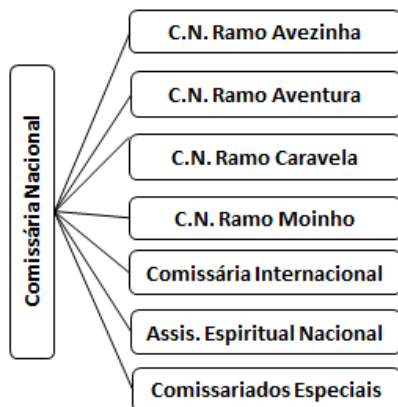 Comissária Nacional
C.N. Ramo Avezinha
C.N. Ramo Aventura
C.N. Ramo Caravela
C.N. Ramo Moinho
Comissária Internacional
Assis. Espiritual Nacional
Comissariados Especiais